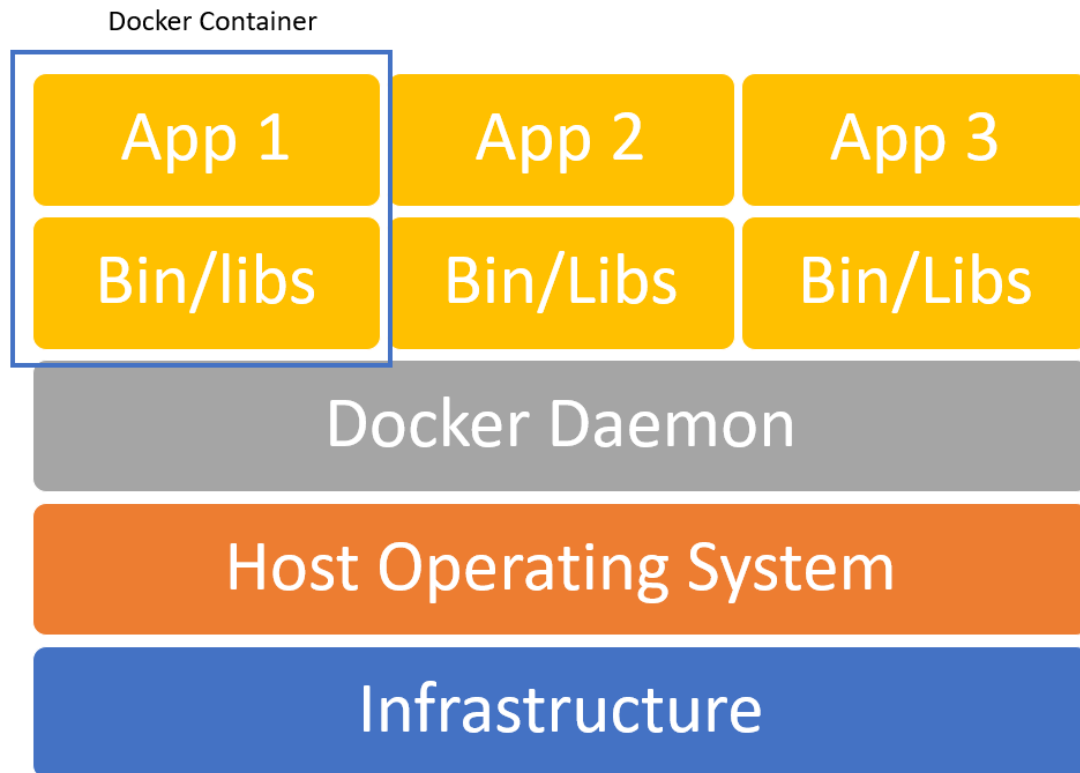 Docker Container
App 1
App 2
App 3
Bin/libs
Bin/Libs
Bin/Libs
Docker Daemon
Host Operating System
Infrastructure